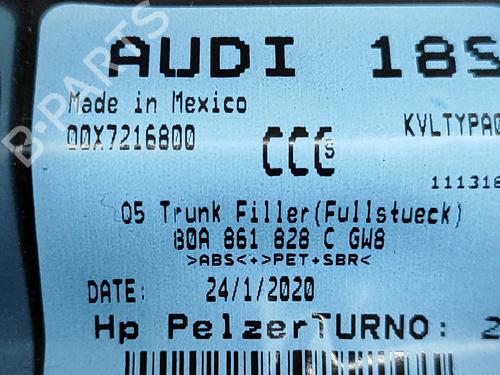 AUDI 18S
Made in Mexico
00X7216800
CCC S
KVLTYPA0
111316
Q5 Trunk Filler(Fullstueck)
80A 861 828 C GW8
>ABS<+>PET+SBR<
DATE: 24/1/2020
Hp PelzerTURNO: 2
B-PARTS